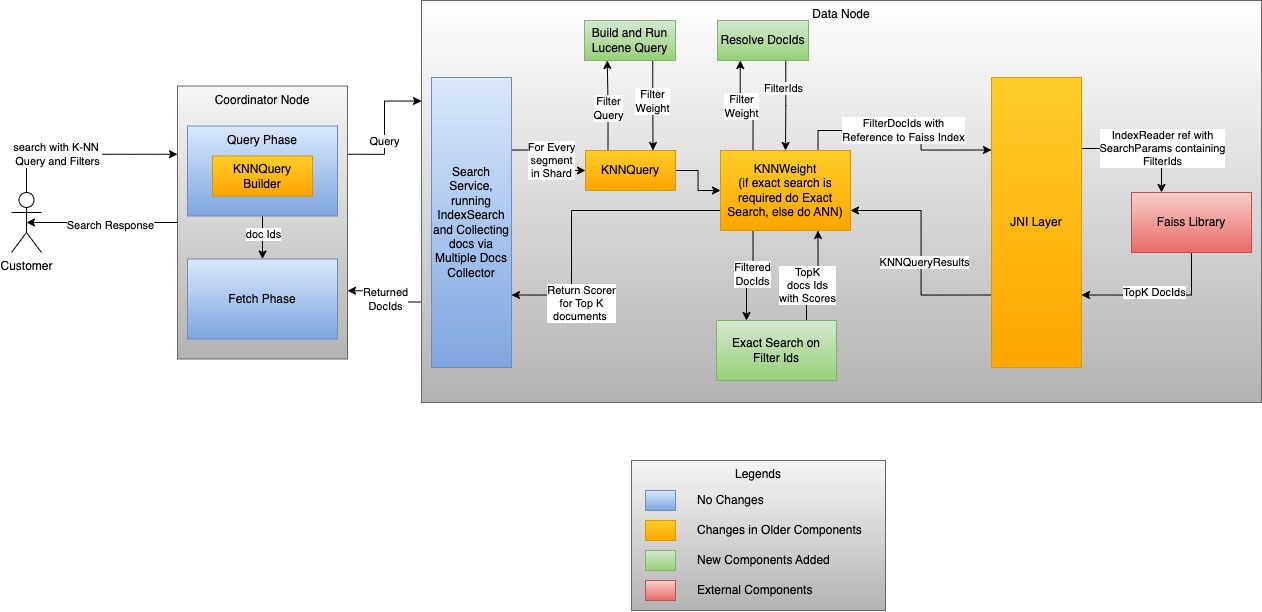 Data Node
Build and Run
Lucene Query
Resolve DocIds
Coordinator Node
Query Phase
KNNQuery
Builder
search with K-NN
Query and Filters
Query
Filter
Query
Filter
Weight
Filter
Weight
FilterIds
FilterDocIds with
Reference to Faiss Index
IndexReader ref with
SearchParams containing
FilterIds
For Every
segment
in Shard
KNNQuery
KNNWeight
(if exact search is
required do Exact
Search, else do ANN)
Search
Service,
running
IndexSearch
and Collecting
docs via
Multiple Docs
Collector
JNI Layer
Faiss Library
Search Response
Customer
doc Ids
Fetch Phase
Returned
DocIds
Return Scorer
for Top K
documents
Filtered
DocIds
TopK
docs Ids
with Scores
KNNQueryResults
TopK DocIds
Exact Search on
Filter Ids
Legends
No Changes
Changes in Older Components
New Components Added
External Components